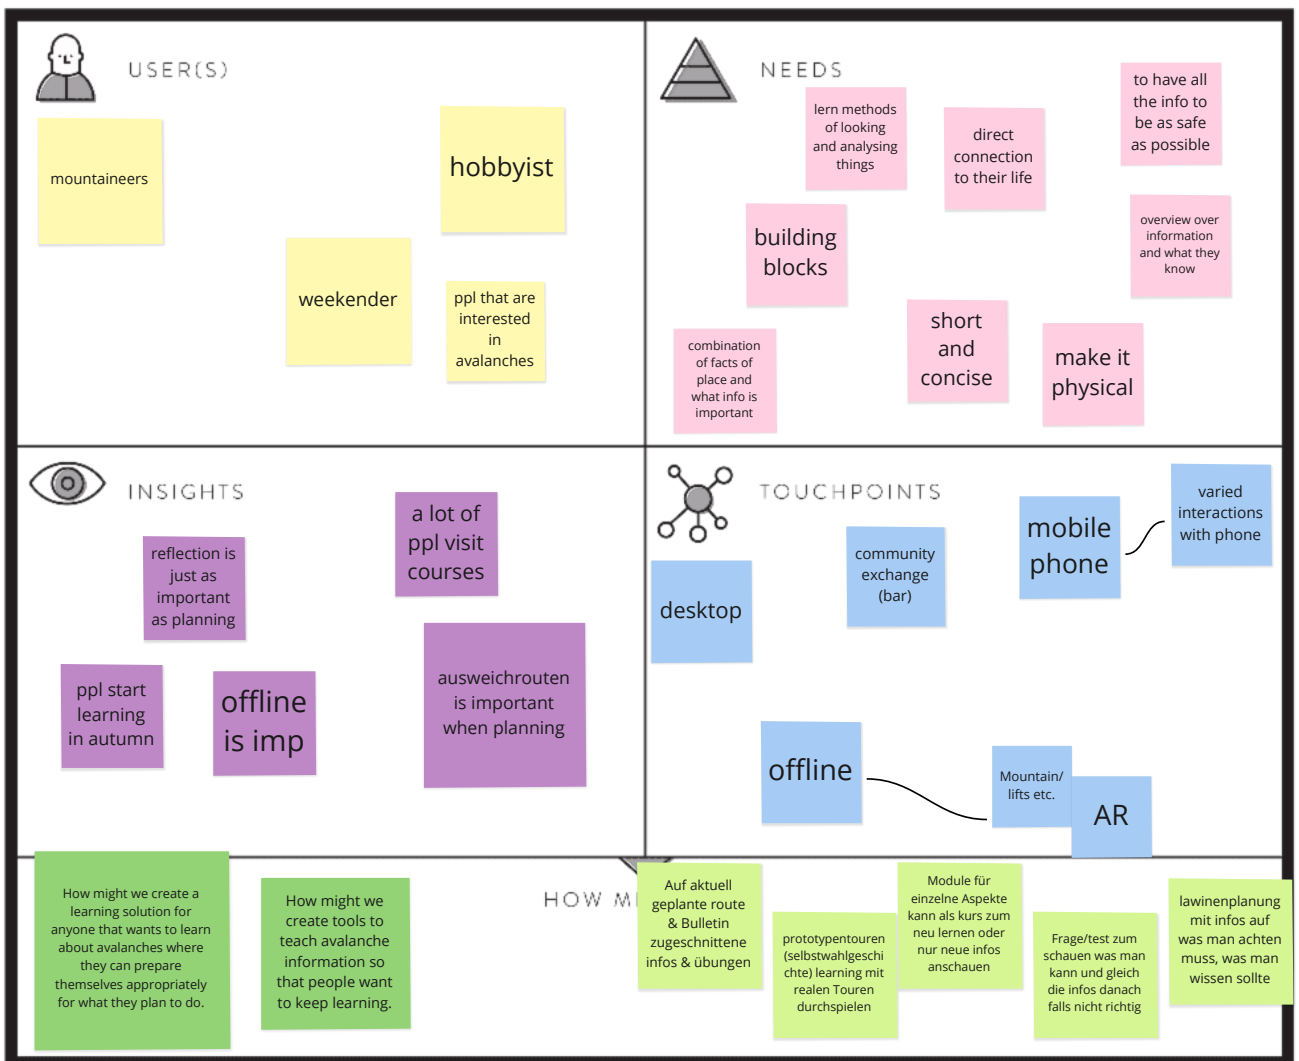 USER(S)
mountaineers
hobbyist
weekender
ppl that are
interested
in
avalanches
NEEDS
lern methods
of looking
and analysing
things
direct
connection
to their life
to have all
the info to
be as safe
as possible
building
blocks
overview over
information
and what they
know
combination
of facts of
place and
what info is
important
short
and
concise
make it
physical
INSIGHTS
a lot of
ppl visit
courses
reflection is
just as
important
as planning
ppl start
learning
in autumn
offline
is imp
ausweichrouten
is important
when planning
TOUCHPOINTS
desktop
community
exchange
(bar)
mobile
phone
varied
interactions
with phone
offline
Mountain/
lifts etc.
AR
HOW MI
How might we create a
learning solution for
anyone that wants to learn
about avalanches where
they can prepare
themselves appropriately
for what they plan to do.
How might we
create tools to
teach avalanche
information so
that people want
to keep learning.
Auf aktuell
geplante route
& Bulletin
zugeschnittene
infos & übungen
prototypentouren
(selbstwahlgeschi
chte) learning mit
realen Touren
durchspielen
Module für
einzelne Aspekte
kann als kurs zum
neu lernen oder
nur neue infos
anschauen
Frage/test zum
schauen was man
kann und gleich
die infos danach
falls nicht richtig
lawinenplanung
mit infos auf
was man achten
muss, was man
wissen sollte